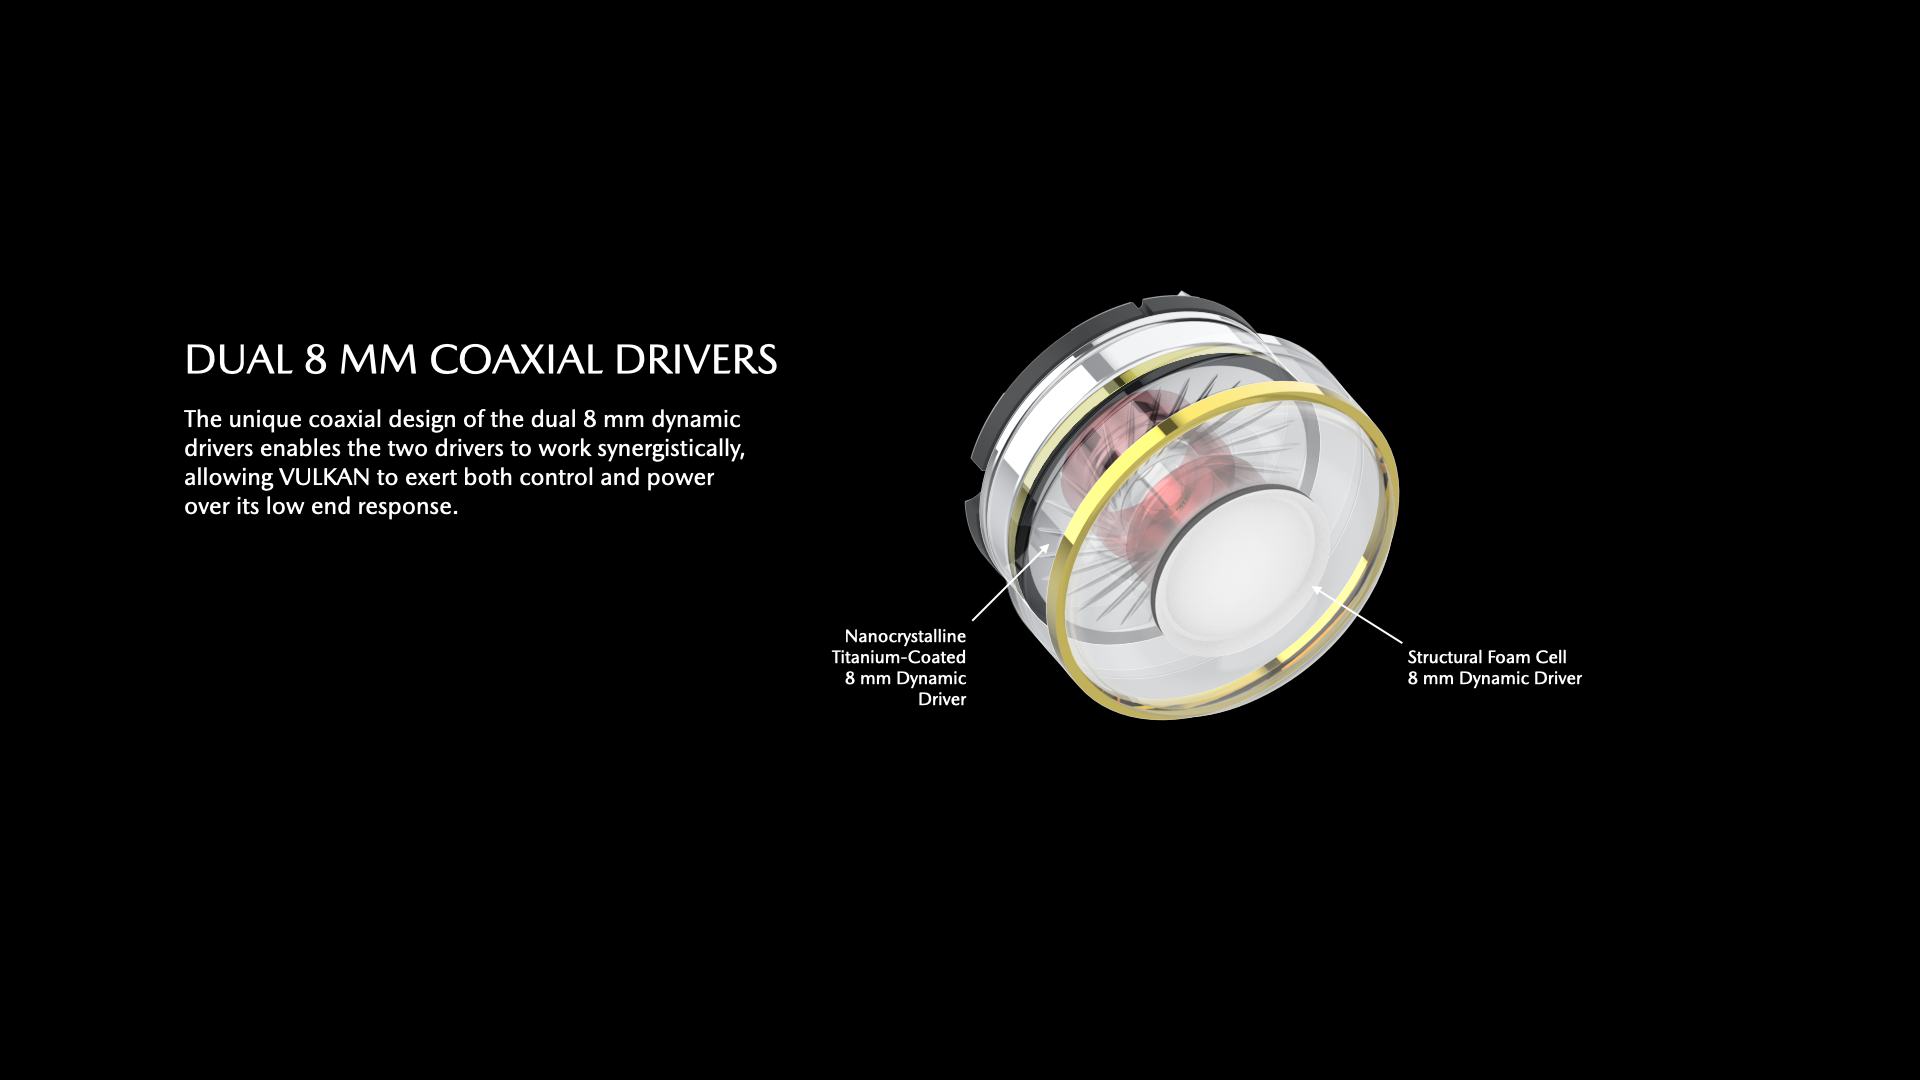 DUAL 8 MM COAXIAL DRIVERS
The unique coaxial design of the dual 8 mm dynamic
drivers enables the two drivers to work synergistically,
allowing VULKAN to exert both control and power
over its low end response.
Nanocrystalline
Titanium-Coated
8 mm Dynamic
Driver
Structural Foam Cell
8 mm Dynamic Driver